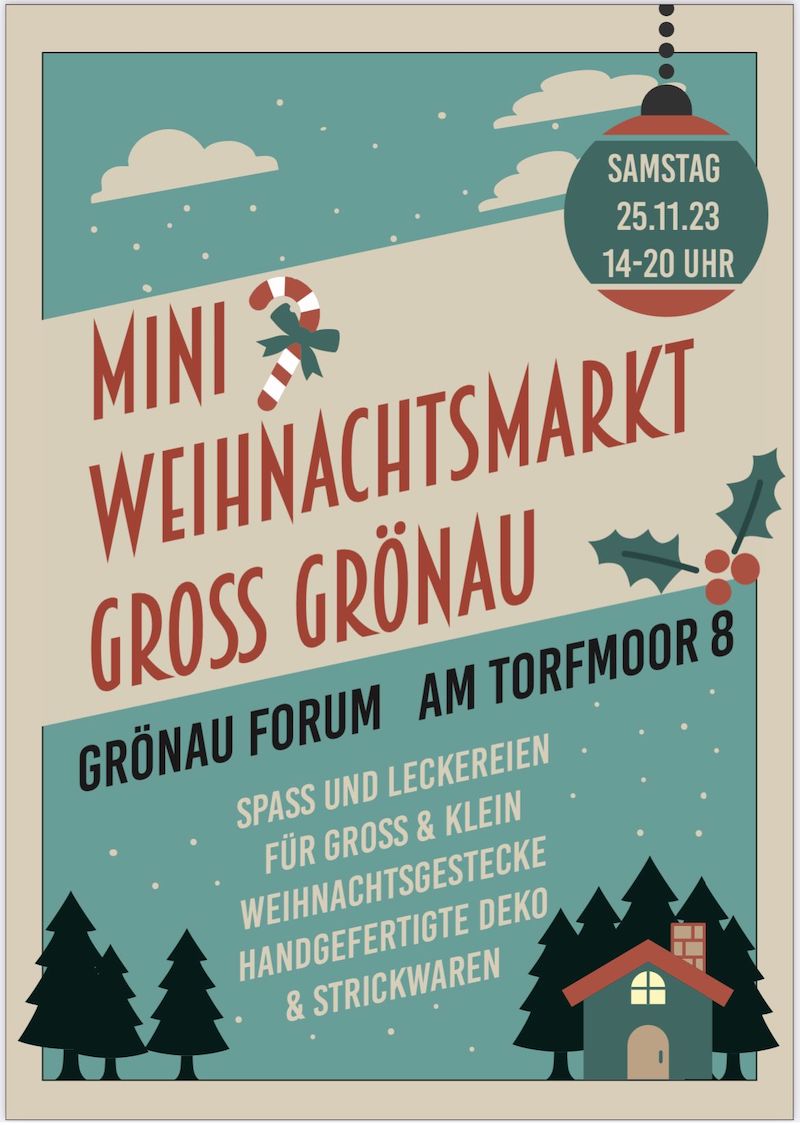 SAMSTAG
25.11.23
14-20 UHR
MINI
WEIHNACHTSMARKT
GROSS GRÖNAU
GRÖNAU FORUM AM TORFMOOR 8
SPASS UND LECKEREIEN
FÜR GROSS & KLEIN
WEIHNACHTSGESTECKE
HANDGEFERTIGTE DEKO
& STRICKWAREN